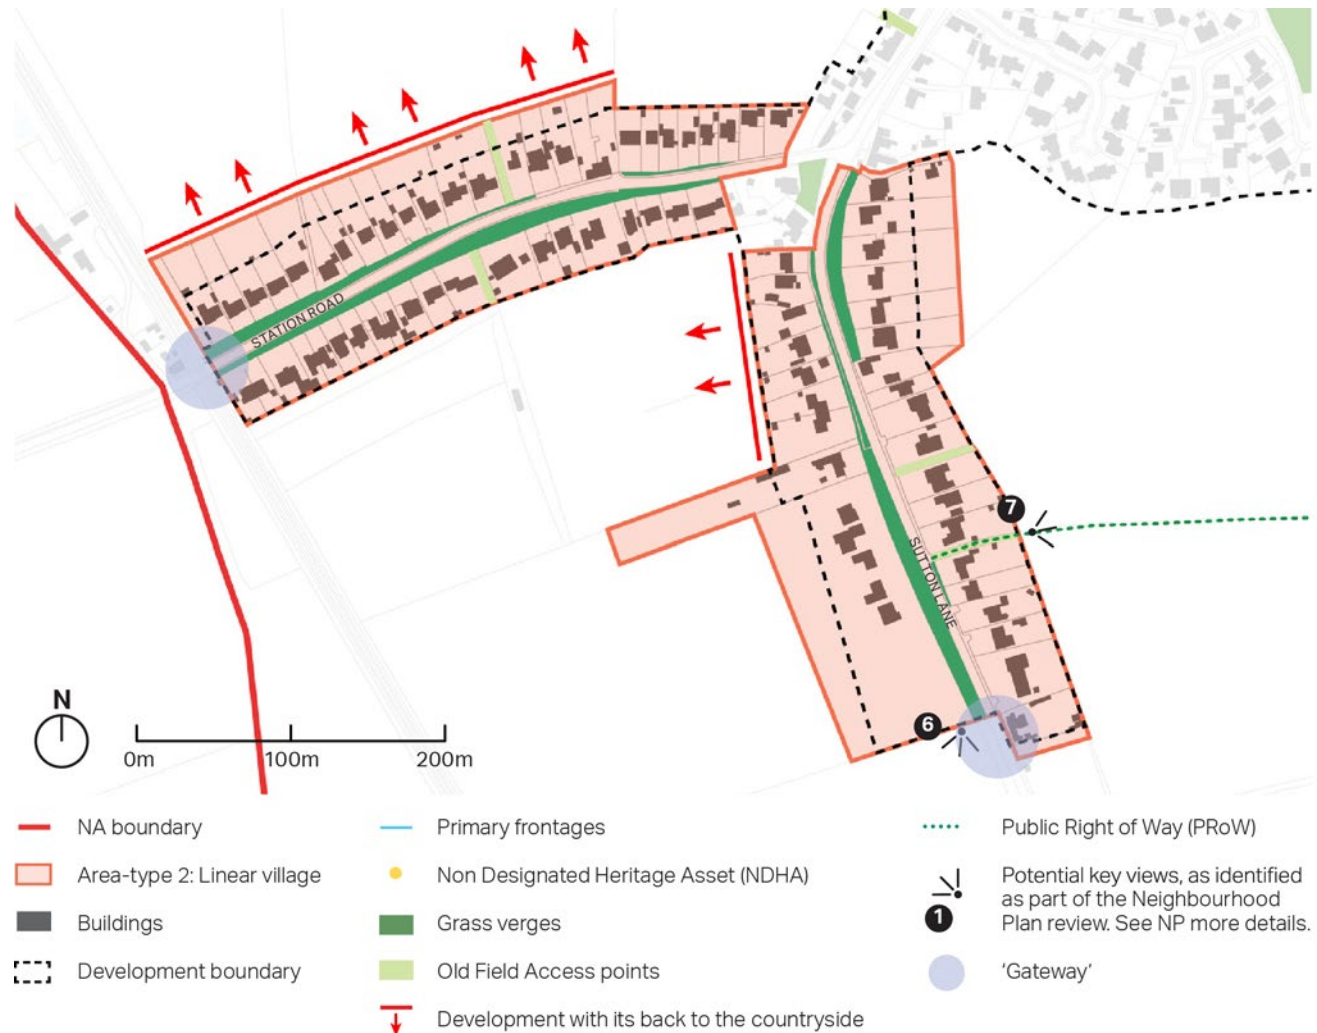 STATION ROAD
7
SUTTON LANE
6
N
0m 100m 200m
NA boundary
Area-type 2: Linear village
Buildings
Development boundary
Primary frontages
Non Designated Heritage Asset (NDHA)
Grass verges
Old Field Access points
Development with its back to the countryside
Public Right of Way (PRoW)
Potential key views, as identified
as part of the Neighbourhood
1 Plan review. See NP more details.
'Gateway'